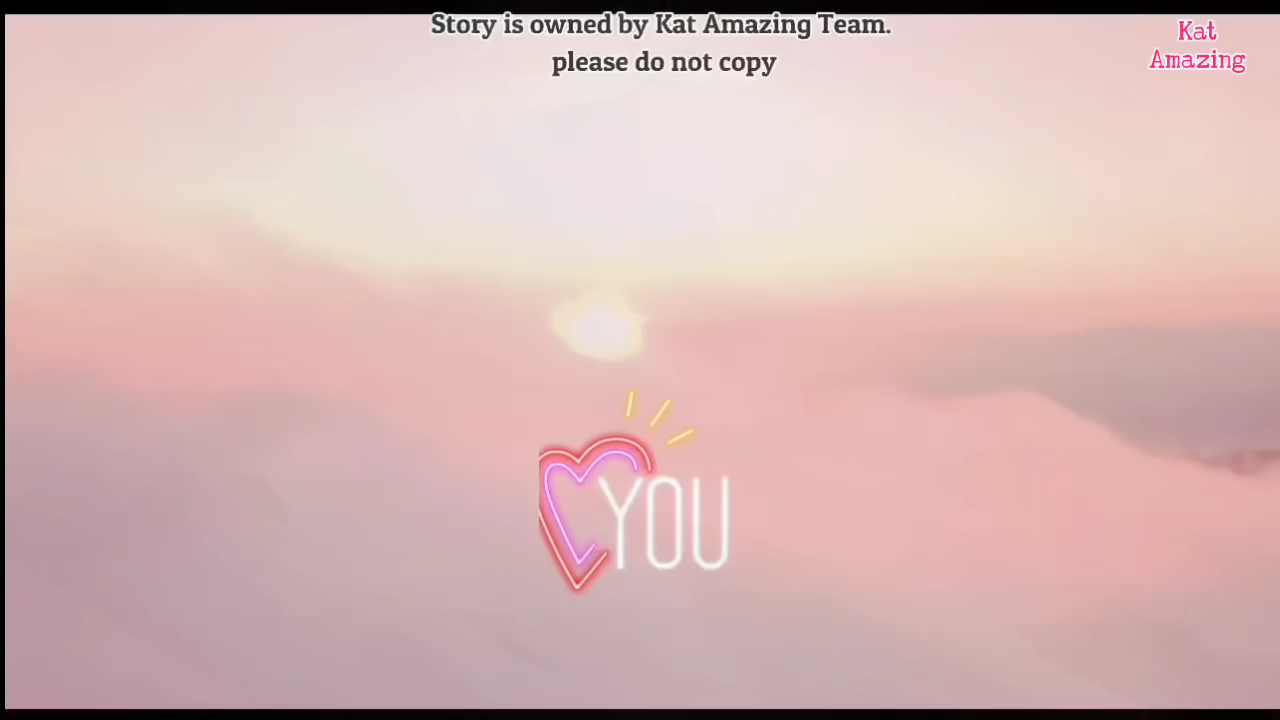 Story is owned by Kat Amazing Team.
please do not copy
Kat
Amazing
YOU